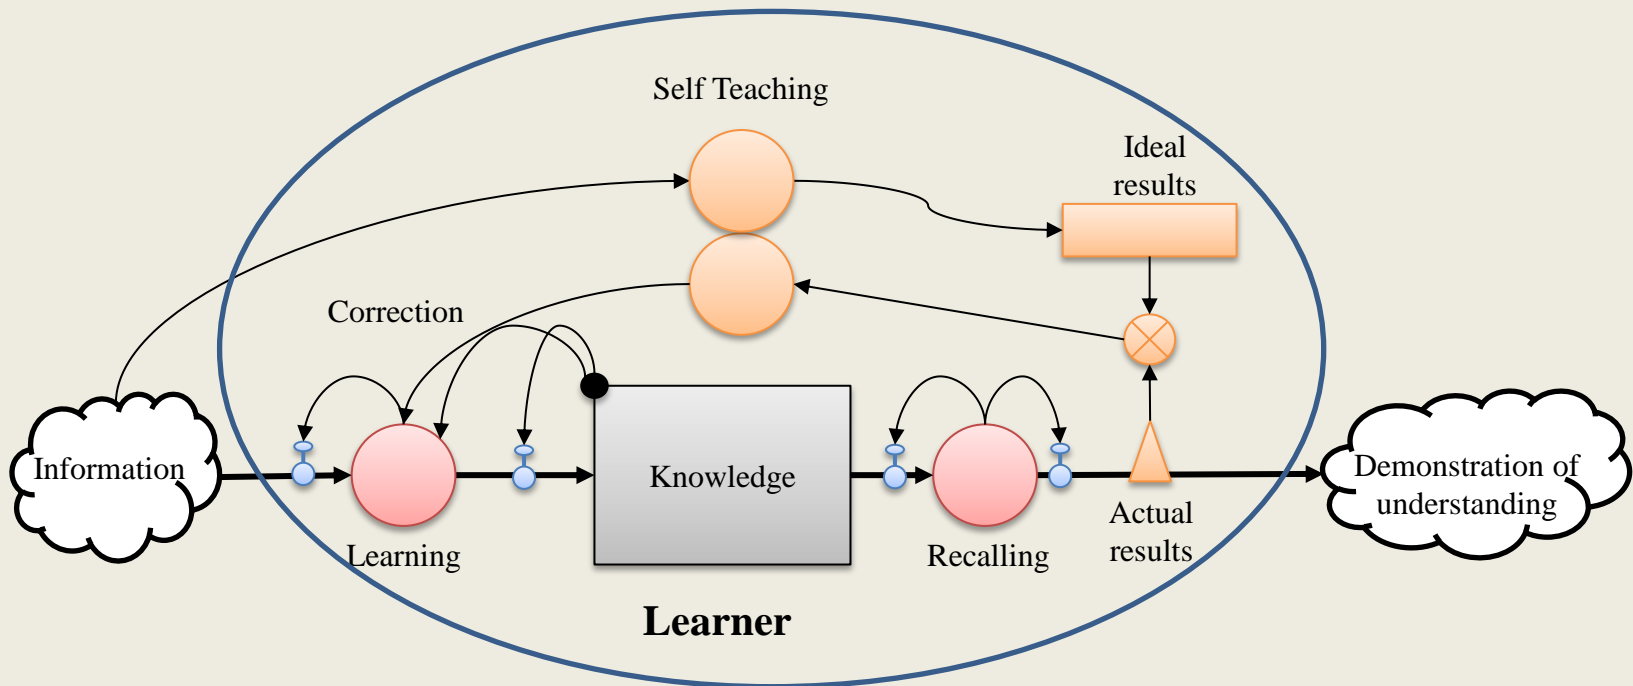 Self Teaching
Ideal
results
Correction
Information
Knowledge
Demonstration of
understanding
Learning
Recalling
Actual
results
Learner